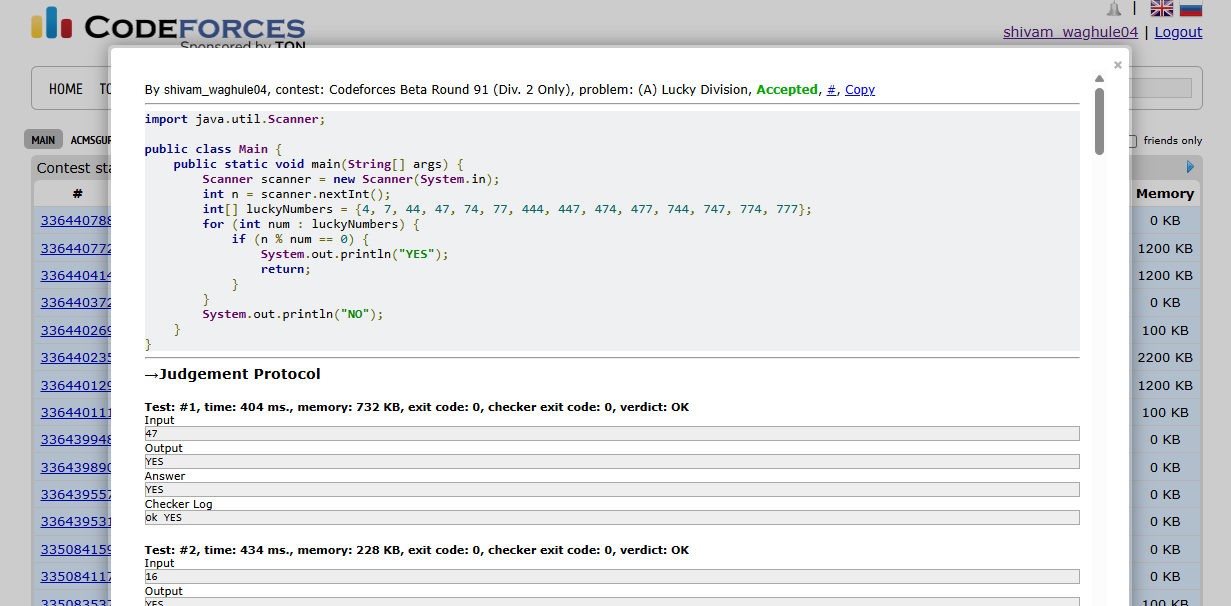 CODEFORCES
Sponsored by TON
shivam_waghule04 | Logout
HOME TO
MAIN ACMSGUR
friends only
Contest sta
#
Memory
336440788
336440772
336440414
336440372
336440269
336440235
336440129
336440111
336439948
336439890
336439557
336439531
335084159
335084117
335083537
0 KB
1200 KB
1200 KB
0 KB
100 KB
2200 KB
1200 KB
100 KB
0 KB
0 KB
0 KB
0 KB
0 KB
0 KB
100 KB
×
By shivam_waghule04, contest: Codeforces Beta Round 91 (Div. 2 Only), problem: (A) Lucky Division, Accepted, #, Copy
import java.util.Scanner;
public class Main {
public static void main(String[] args) {
Scanner scanner = new Scanner(System.in);
int n = scanner.nextInt();
int[] luckyNumbers = {4, 7, 44, 47, 74, 77, 444, 447, 474, 477, 744, 747, 774, 777};
for (int num : luckyNumbers) {
if (n % num == 0) {
System.out.println("YES");
return;
}
}
System.out.println("NO");
}
}
→Judgement Protocol
Test: #1, time: 404 ms., memory: 732 KB, exit code: 0, checker exit code: 0, verdict: OK
Input
47
Output
YES
Answer
YES
Checker Log
ok YES
Test: #2, time: 434 ms., memory: 228 KB, exit code: 0, checker exit code: 0, verdict: OK
Input
16
Output
YES